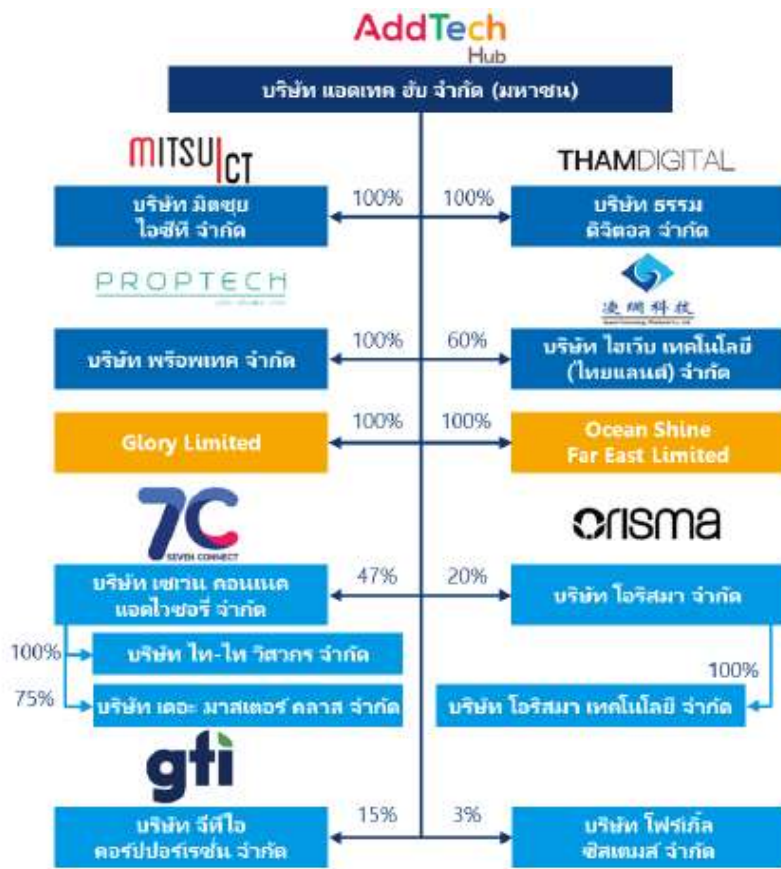 AddTech
Hub
บริษัท แอดเทค ฮับ จำกัด (มหาชน)
MITSUICT
THAMDIGITAL
บริษัท มิตซุย
ไอซีที จำกัด
100%
100%
บริษัท ธรรม
ดิจิตอล จำกัด
PROPTECH
凌網科技
บริษัท พร็อพเทค จำกัด
100%
60%
บริษัท ไฮเว็บ เทคโนโลยี
(ไทยแลนด์) จำกัด
Glory Limited
100%
100%
Ocean Shine
Far East Limited
7C
SEVEN CONNECT
orisma
บริษัท เซเว่น คอนเนค
แอดไวซอรี่ จำกัด
47%
20%
บริษัท โอริสมา จำกัด
100%
บริษัท ไท-ไท วิศวกร จำกัด
75%
บริษัท เดอะ มาสเตอร์ คลาส จำกัด
100%
บริษัท โอริสมา เทคโนโลยี จำกัด
gti
บริษัท จีทีไอ
คอร์ปปอร์เรชั่น จำกัด
15%
3%
บริษัท โฟร์เก้ิล
ซิสเตมส์ จำกัด